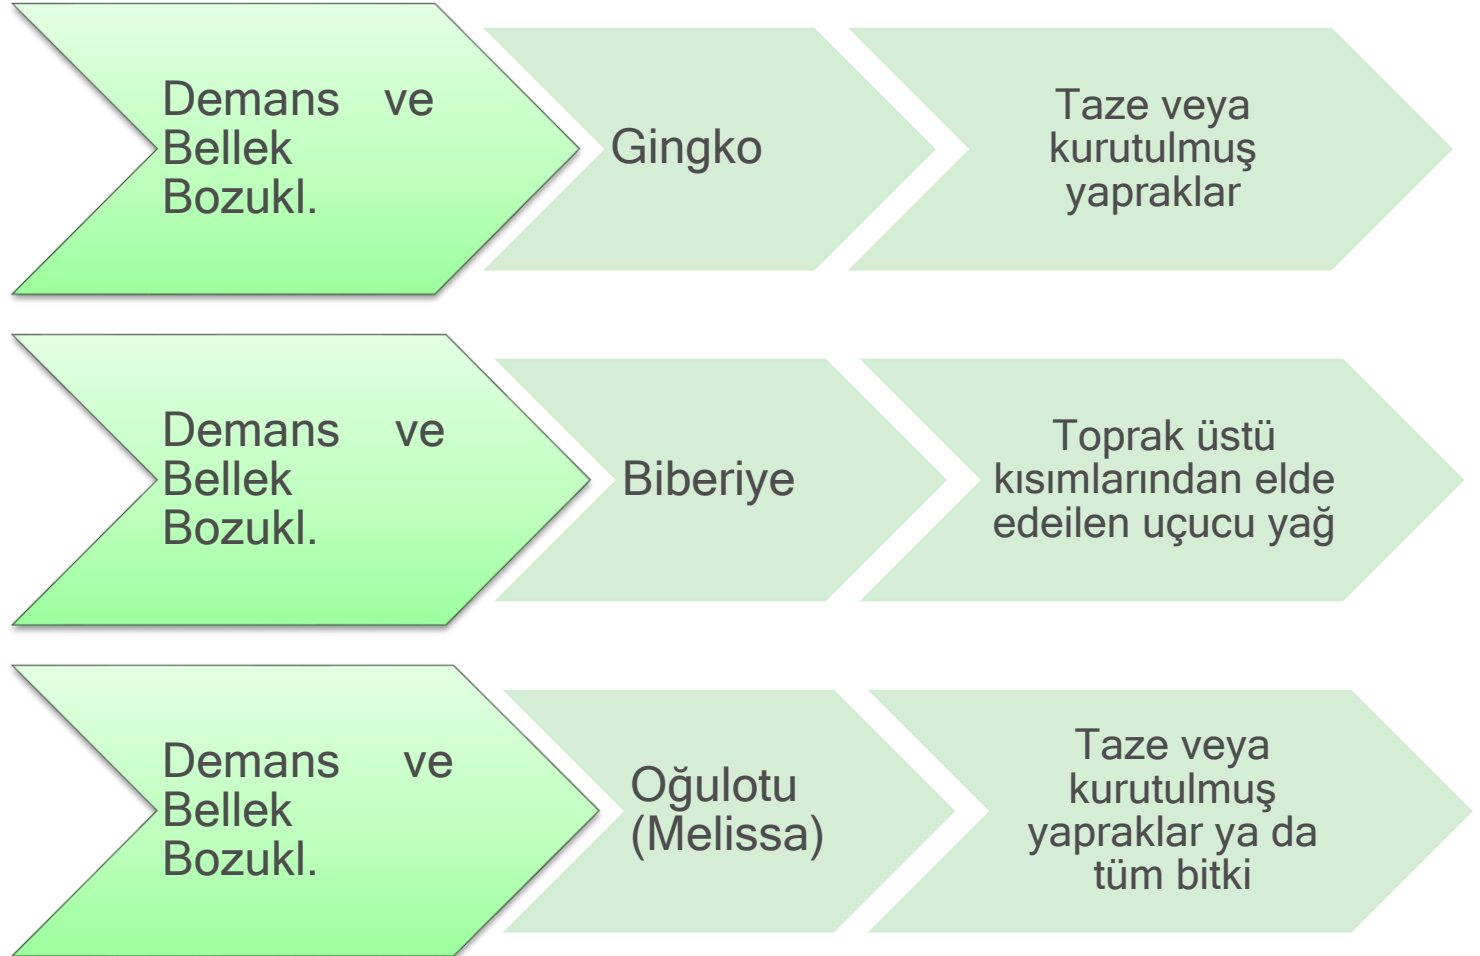 Demans ve
Bellek
Bozukl.
Gingko
Taze veya
kurutulmuş
yapraklar
Demans ve
Bellek
Bozukl.
Biberiye
Toprak üstü
kısımlarından elde
edeilen uçucu yağ
Demans ve
Bellek
Bozukl.
Oğulotu
(Melissa)
Taze veya
kurutulmuş
yapraklar ya da
tüm bitki